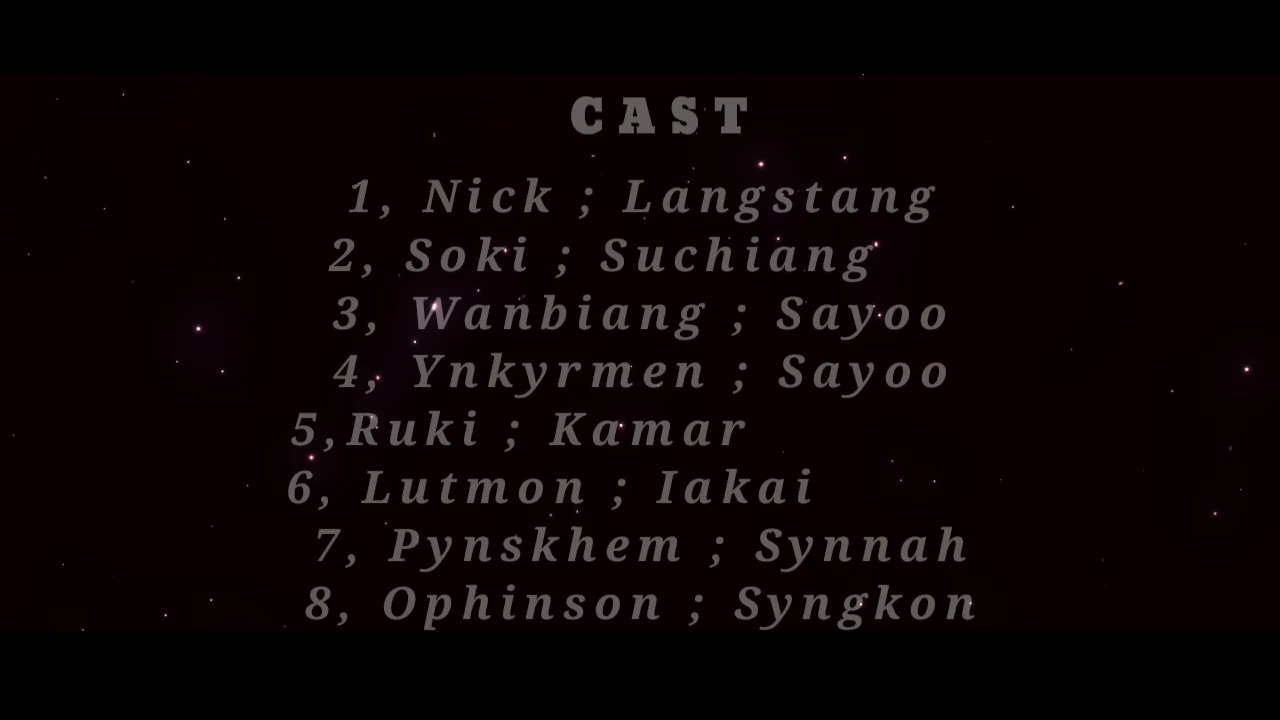 CAST
1, Nick ; Langstang
2, Soki ; Suchiang
3, Wanbiang ; Sayoo
4, Ynkyrmen ; Sayoo
5,Ruki ; Kamar
6, Lutmon ; Iakai
7, Pynskhem ; Synnah
8, Ophinson ; Syngkon